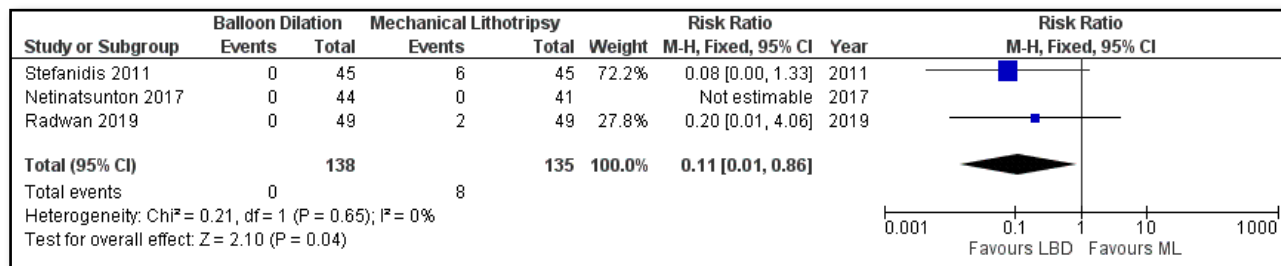 Balloon Dilation Mechanical Lithotripsy Risk Ratio Risk Ratio
Study or Subgroup Events Total Events Total Weight M-H, Fixed, 95% CI Year M-H, Fixed, 95% CI
Stefanidis 2011 0 45 6 45 72.2% 0.08 [0.00, 1.33] 2011
Netinatsunton 2017 0 44 0 41 Not estimable 2017
Radwan 2019 0 49 2 49 27.8% 0.20 [0.01, 4.06] 2019
Total (95% CI) 138 135 100.0% 0.11 [0.01, 0.86]
Total events 0 8
Heterogeneity: Chi² = 0.21, df = 1 (P = 0.65); I² = 0%
Test for overall effect: Z = 2.10 (P = 0.04)
0.001 0.1 1 10 1000
Favours LBD Favours ML